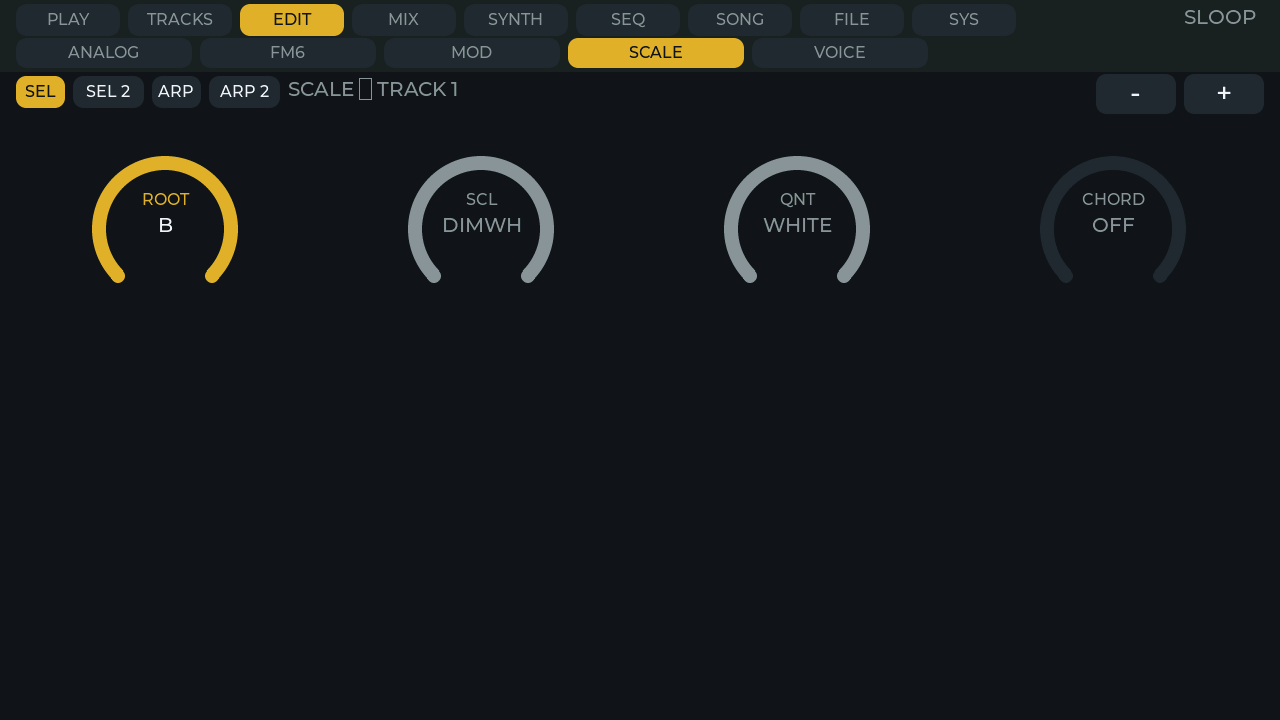 PLAY TRACKS EDIT MIX SYNTH SEQ SONG FILE SYS SLOOP
ANALOG FM6 MOD SCALE VOICE
SEL SEL 2 ARP ARP 2 SCALE TRACK 1 - +
ROOT SCL QNT CHORD
B DIMWH WHITE OFF